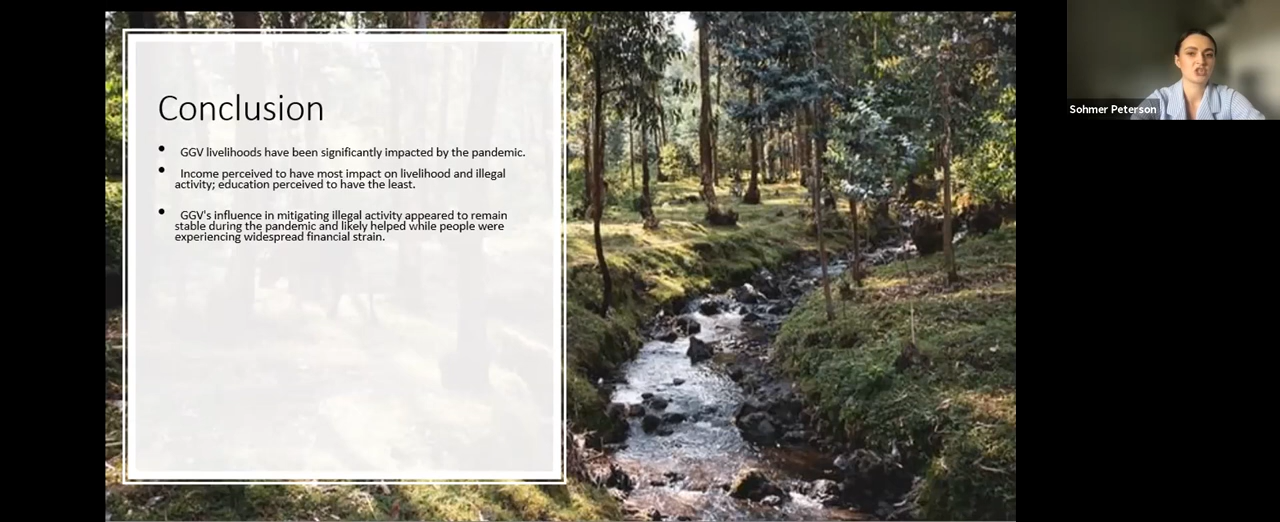 Conclusion
• GGV livelihoods have been significantly impacted by the pandemic.
• Income perceived to have most impact on livelihood and illegal
activity; education perceived to have the least.
• GGV's influence in mitigating illegal activity appeared to remain
stable during the pandemic and likely helped while people were
experiencing widespread financial strain.
Sohmer Peterson